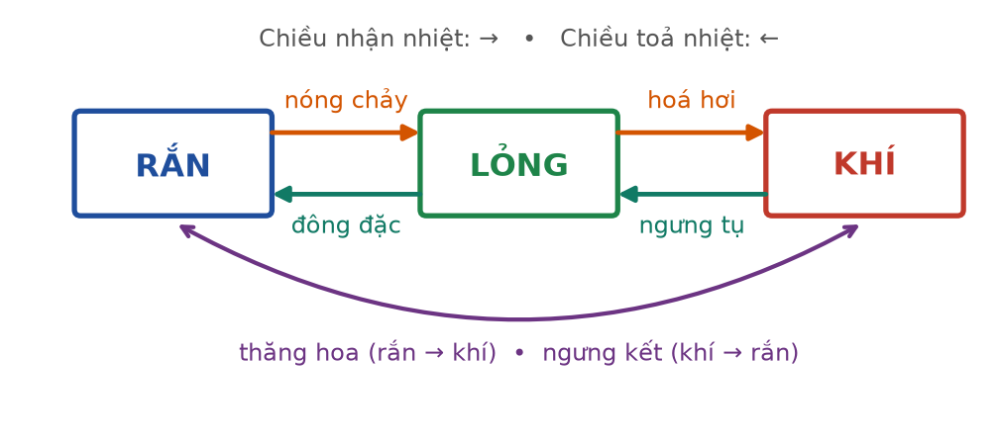 Chiều nhận nhiệt: → • Chiều toả nhiệt: ←
nóng chảy
hoá hơi
RẮN
LỎNG
KHÍ
đông đặc
ngưng tụ
thăng hoa (rắn → khí) • ngưng kết (khí → rắn)